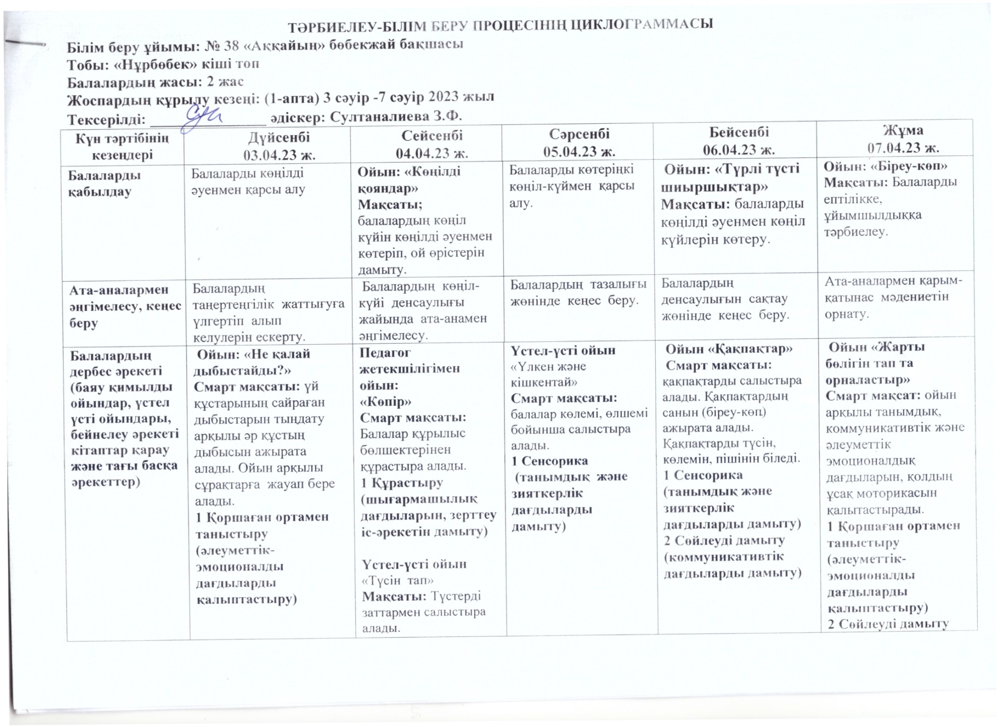 ТӘРБИЕЛЕУ-БІЛІМ БЕРУ ПРОЦЕСІНІҢ ЦИКЛОГРАММАСЫ
Білім беру ұйымы: № 38 «Аққайың» бөбекжай бақшасы
Тобы: «Нұрбөбек» кіші топ
Балалардың жасы: 2 жас
Жоспардың құрылу кезеңі: (1-апта) 3 сәуір -7 сәуір 2023 жыл
Тексерілді: әдіскер: Султаналиева З.Ф.
Күн тәртібінің
кезеңдері
Дүйсенбі
03.04.23 ж.
Сейсенбі
04.04.23 ж.
Сәрсенбі
05.04.23 ж.
Бейсенбі
06.04.23 ж.
Жұма
07.04.23 ж.
Балаларды
қабылдау
Балаларды көңілді
әуенмен қарсы алу
Ойын: «Көңілді
қояндар»
Мақсаты;
балалардың көңіл
күйін көңілді әуенмен
көтеріп, ой өрістерін
дамыту.
Балаларды көтеріңкі
көңіл-күймен қарсы
алу.
Ойын: «Түрлі түсті
шиыршықтар»
Мақсаты: балаларды
көңілді әуенмен көңіл
күйлерін көтеру.
Ойын: «Біреу-көп»
Мақсаты: Балаларды
ептілікке,
ұйымшылдыққа
тәрбиелеу.
Ата-аналармен
әңгімелесу, кеңес
беру
Балалардың
таңертеңгілік жаттығуға
үлгертіп алып
келулерін ескерту.
Балалардың көңіл-
күйі денсаулығы
жайында ата-анамен
әңгімелесу.
Балалардың тазалығы
жөнінде кеңес беру.
Балалардың
денсаулығын сақтау
жөнінде кеңес беру.
Ата-аналармен қарым-
қатынас мәдениетін
орнату.
Балалардың
дербес әрекеті
(баяу қимылды
ойындар, үстел
үсті ойындары,
бейнелеу әрекеті
кітаптар қарау
және тағы басқа
әрекеттер)
Ойын: «Не қалай
дыбыстайды?»
Смарт мақсаты: үй
құстарының сайраған
дыбыстарын тыңдату
арқылы әр құстың
дыбысын ажырата
алады. Ойын арқылы
сұрақтарға жауап бере
алады.
1 Қоршаған ортамен
таныстыру
(әлеуметтік-
эмоционалды
дағдыларды
қалыптастыру)
Педагог
жетекшілігімен
ойын:
«Көпір»
Смарт мақсаты:
Балалар құрылыс
бөлшектерінен
құрастыра алады.
1 Құрастыру
(шығармашылық
дағдыларын, зерттеу
іс-әрекетін дамыту)
Үстел-үсті ойын
«Түсін тап»
Мақсаты: Түстерді
заттармен салыстыра
алады.
Үстел-үсті ойын
«Үлкен және
кішкентай»
Смарт мақсаты:
балалар көлемі, өлшемі
бойынша салыстыра
алады.
1 Сенсорика
(танымдық және
зияткерлік
дағдыларды
дамыту)
Ойын «Қақпақтар»
Смарт мақсаты:
қақпақтарды салыстыра
алады. Қақпақтардың
санын (біреу-көп)
ажырата алады.
Қақпақтарды түсін,
көлемін, пішінін біледі.
1 Сенсорика
(танымдық және
зияткерлік
дағдыларды дамыту)
2 Сөйлеуді дамыту
(коммуникативтік
дағдыларды дамыту)
Ойын «Жарты
бөлігін тап та
орналастыр»
Смарт мақсат: ойын
арқылы танымдық,
коммуникативтік және
әлеуметтік
эмоционалдық
дағдыларын, қолдың
ұсақ моторикасын
қалытастырады.
1 Қоршаған ортамен
таныстыру
(әлеуметтік-
эмоционалды
дағдыларды
қалыптастыру)
2 Сөйлеуді дамыту